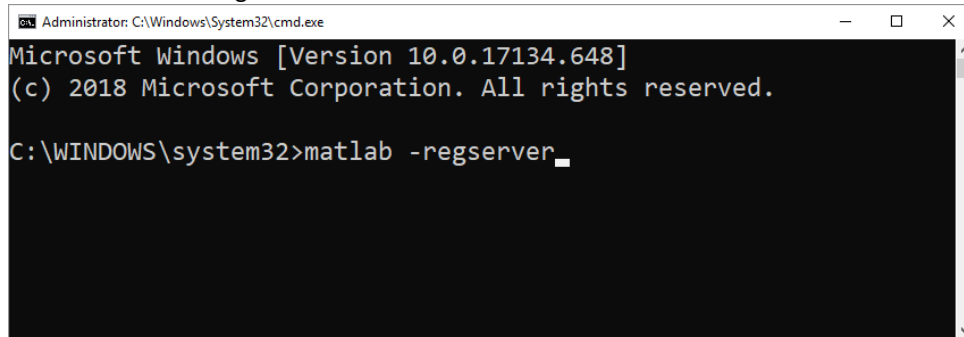 Administrator: C:\Windows\System32\cmd.exe
Microsoft Windows [Version 10.0.17134.648]
(c) 2018 Microsoft Corporation. All rights reserved.
C:\WINDOWS\system32>matlab -regserver